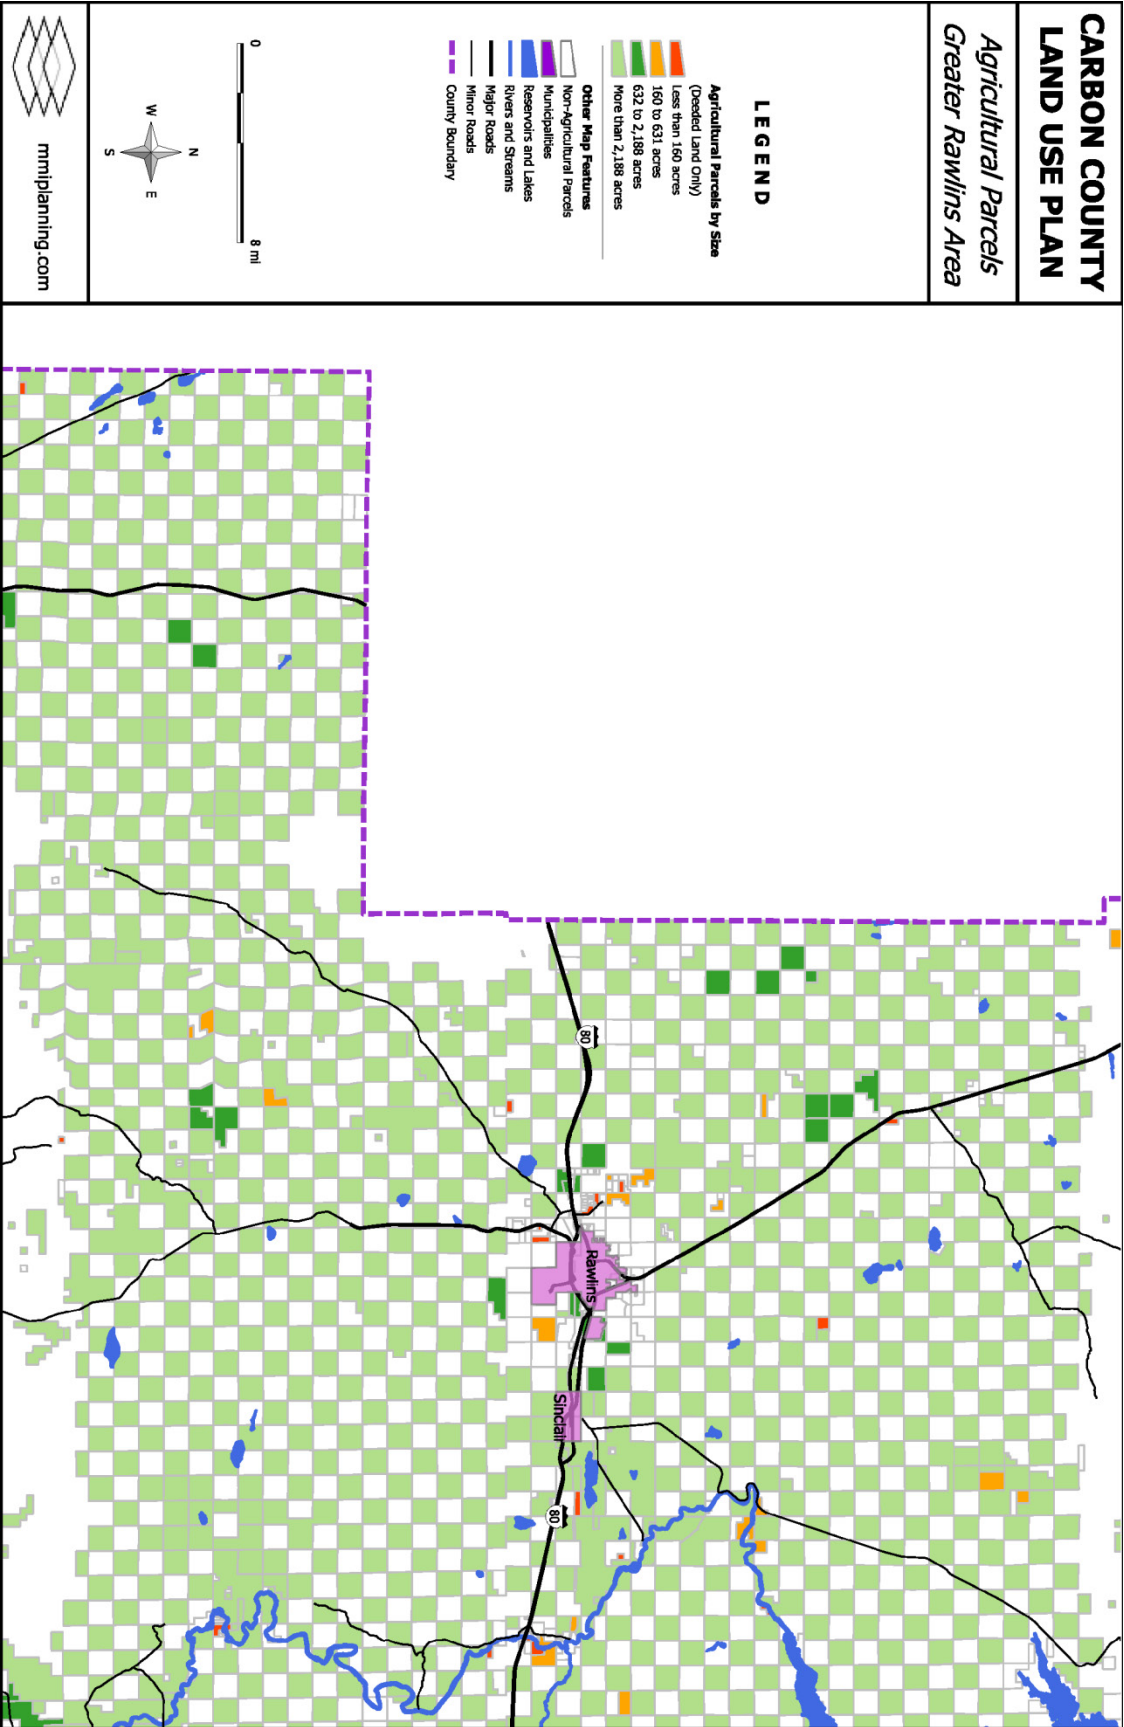 CARBON COUNTY
LAND USE PLAN
Agricultural Parcels
Greater Rawlins Area
LEGEND
Agricultural Parcels by Size
(Deeded Land Only)
Less than 160 acres
160 to 631 acres
632 to 2,188 acres
More than 2,188 acres
Other Map Features
Non-Agricultural Parcels
Municipalities
Reservoirs and Lakes
Rivers and Streams
Major Roads
Minor Roads
County Boundary
0 8 mi
N
W E
S
mmiplanning.com
80
Rawlins
Sinclair
80